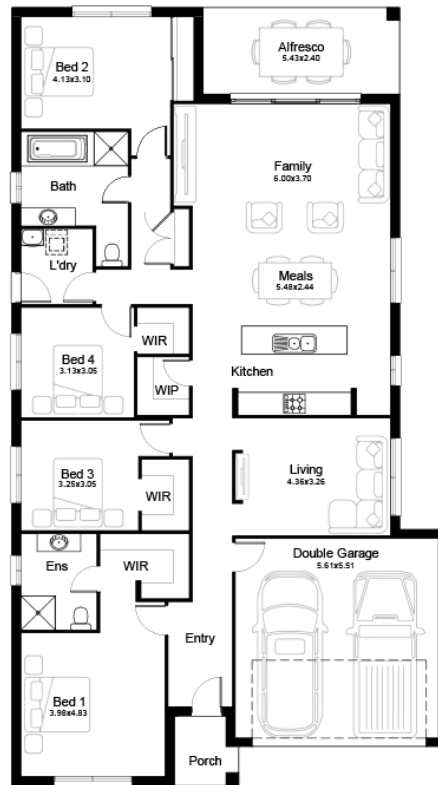 Alfresco
5.43x2.40
Bed 2
4.13x3.10
Family
6.00x3.70
Bath
L'dry
Meals
5.48x2.44
WIR
Bed 4
3.13x3.05
Kitchen
WIP
Bed 3
3.25x3.05
Living
4.36x3.26
WIR
Double Garage
5.61x5.51
Ens
WIR
Entry
Bed 1
3.98x4.83
Porch